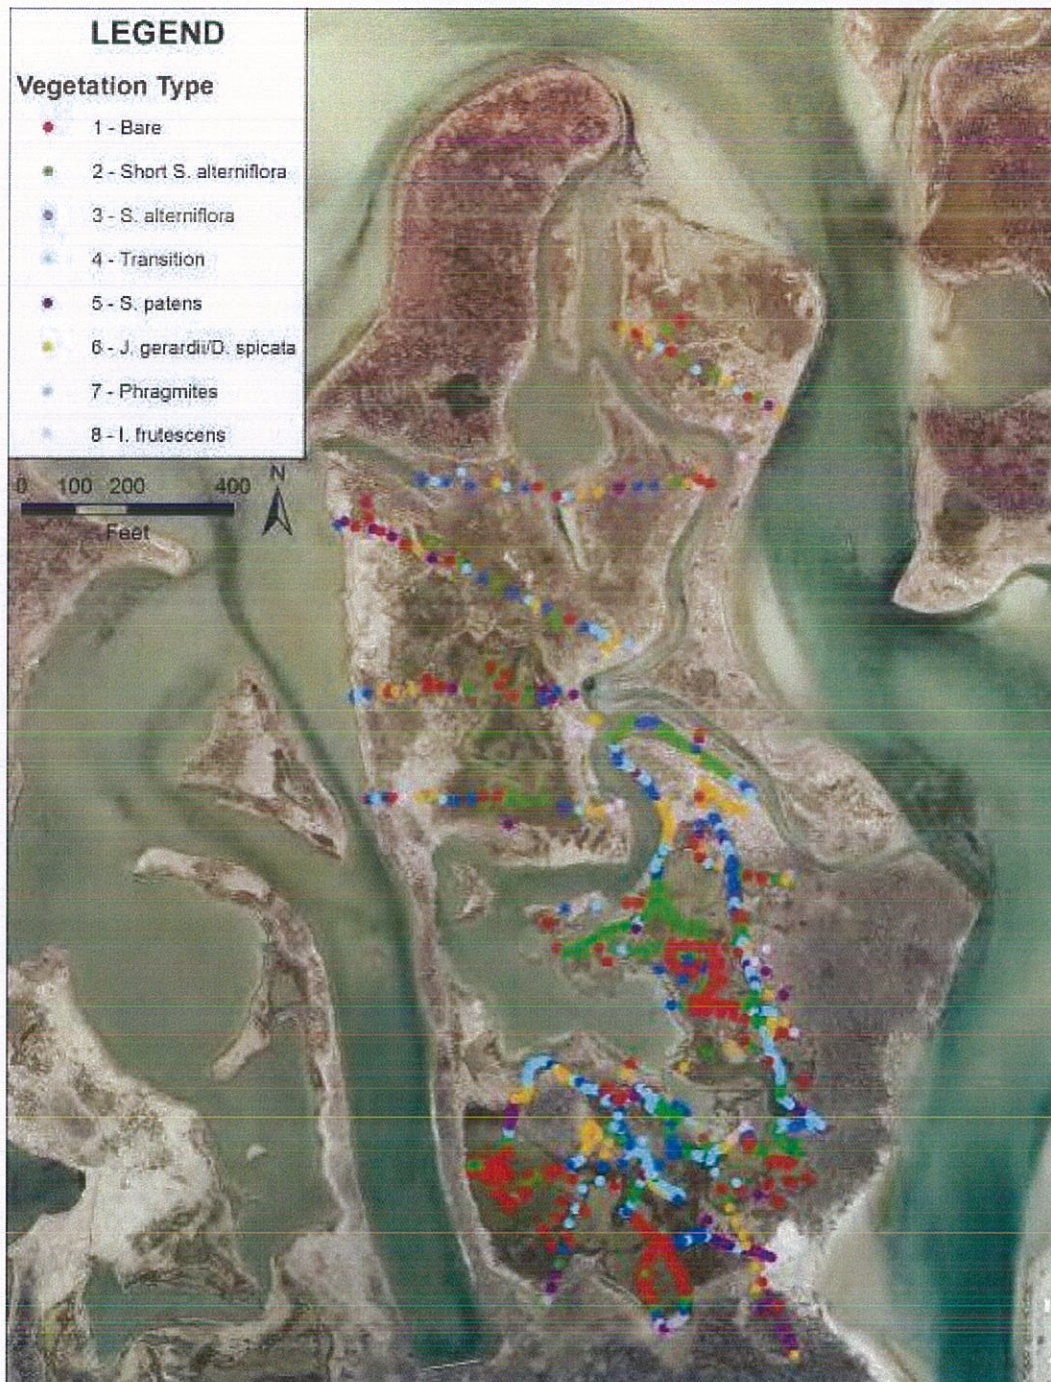 LEGEND
Vegetation Type
1 - Bare
2 - Short S. alterniflora
3 - S. alterniflora
4 - Transition
5 - S. patens
6 - J. gerardii/D. spicata
7 - Phragmites
8 - I. frutescens
N
0 100 200 400
Feet